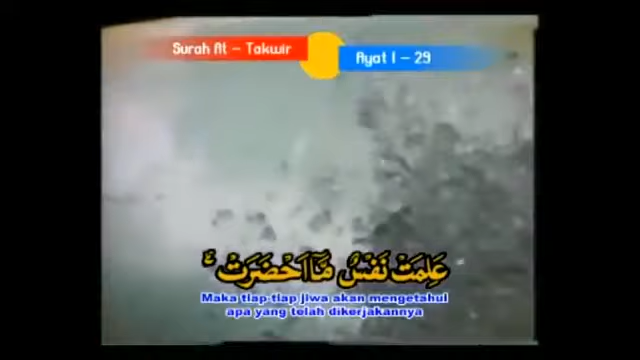 Surah At - Takwir
Ayat 1 - 29
عَلِمَتْ نَفْسٌ مَّآ اَحْضَرَتْ ۗ
Maka tiap-tiap jiwa akan mengetahui
apa yang telah dikerjakannya